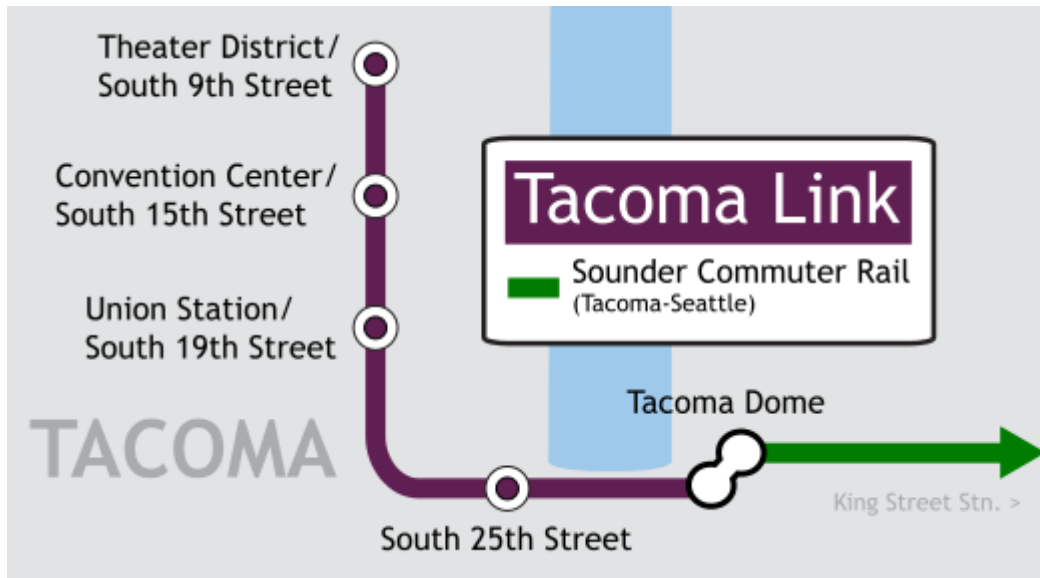 Theater District/
South 9th Street
Convention Center/
South 15th Street
Union Station/
South 19th Street
TACOMA
South 25th Street
Tacoma Link
Sounder Commuter Rail
(Tacoma-Seattle)
Tacoma Dome
King Street Stn. >